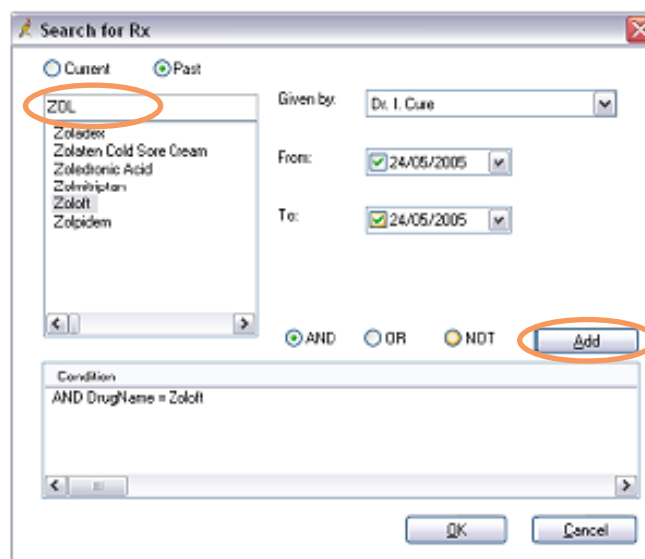 Search for Rx
Current Past
ZOL
Zoladex
Zolaten Cold Sore Cream
Zoledronic Acid
Zolmitriptan
Zoloft
Zolpidem
Given by: Dr. I. Cure
From: 24/05/2005
To: 24/05/2005
AND OR NOT Add
Condition
AND DrugName = Zoloft
OK Cancel